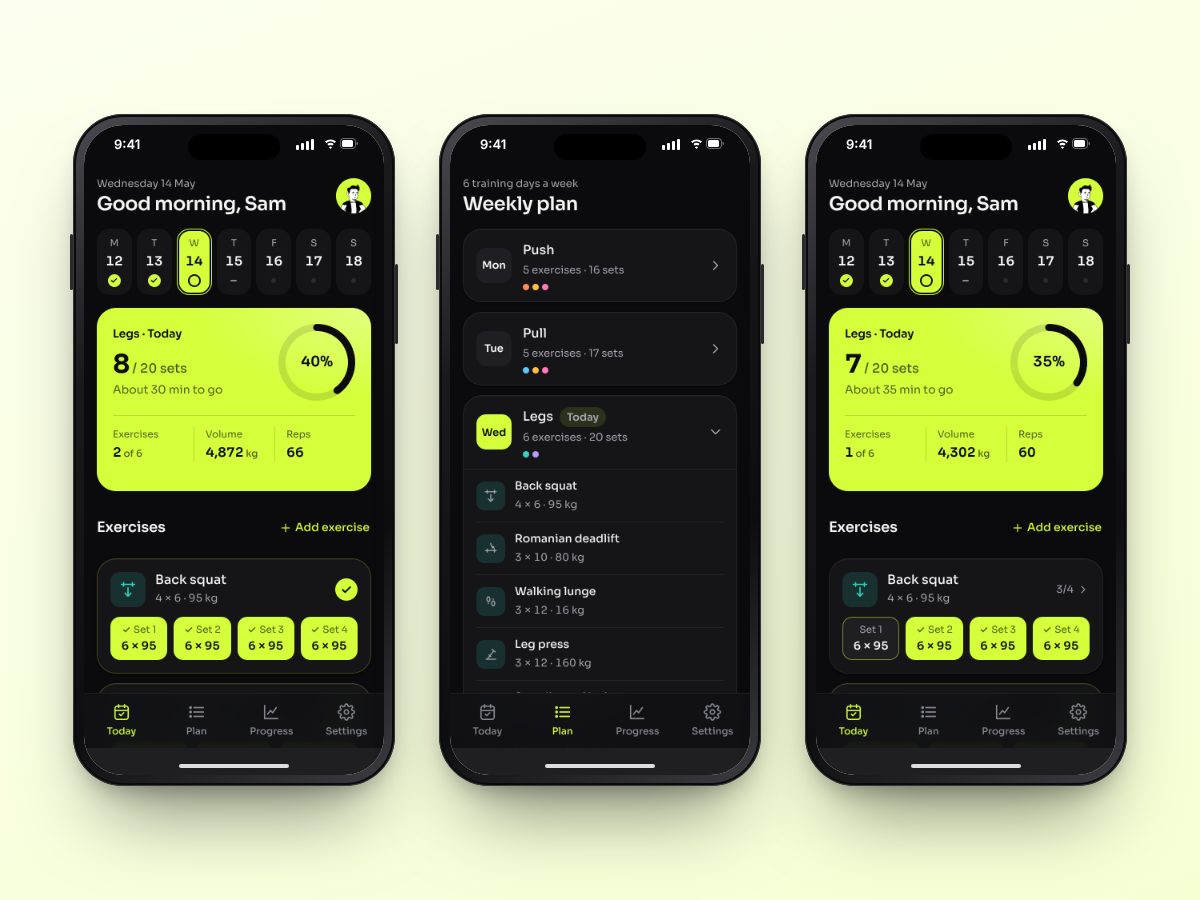 9:41
Wednesday 14 May
Good morning, Sam
M T W T F S S
12 13 14 15 16 17 18
Legs · Today
8 / 20 sets
About 30 min to go
40%
Exercises Volume Reps
2 of 6 4,872 kg 66
Exercises + Add exercise
Back squat
4 × 6 · 95 kg
Set 1 Set 2 Set 3 Set 4
6 × 95 6 × 95 6 × 95 6 × 95
Today Plan Progress Settings
9:41
6 training days a week
Weekly plan
Mon
Push
5 exercises · 16 sets
Tue
Pull
5 exercises · 17 sets
Wed
Legs Today
6 exercises · 20 sets
Back squat
4 × 6 · 95 kg
Romanian deadlift
3 × 10 · 80 kg
Walking lunge
3 × 12 · 16 kg
Leg press
3 × 12 · 160 kg
Today Plan Progress Settings
9:41
Wednesday 14 May
Good morning, Sam
M T W T F S S
12 13 14 15 16 17 18
Legs · Today
7 / 20 sets
About 35 min to go
35%
Exercises Volume Reps
1 of 6 4,302 kg 60
Exercises + Add exercise
Back squat
4 × 6 · 95 kg
3/4
Set 1 Set 2 Set 3 Set 4
6 × 95 6 × 95 6 × 95 6 × 95
Today Plan Progress Settings